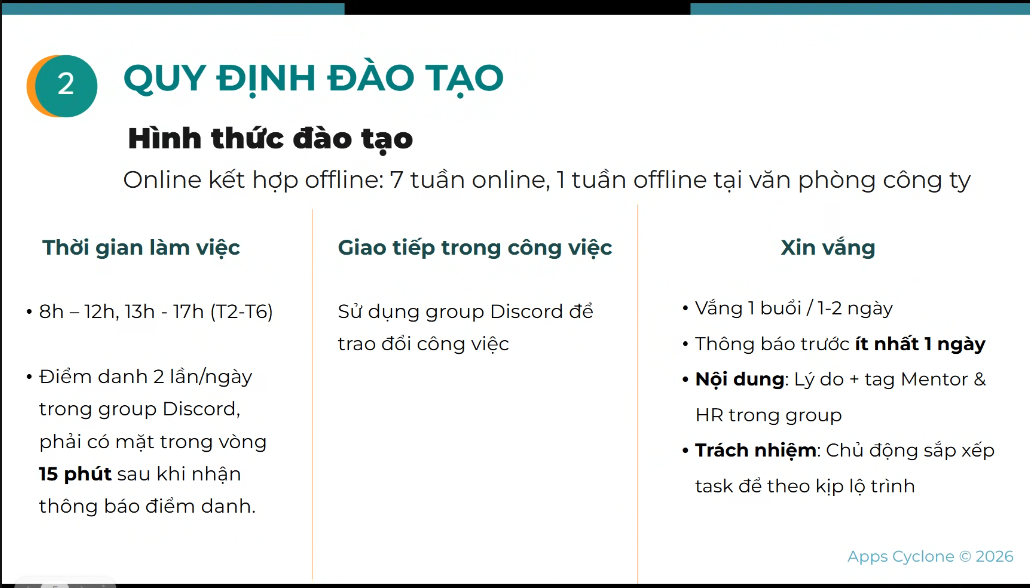 2
QUY ĐỊNH ĐÀO TẠO
Hình thức đào tạo
Online kết hợp offline: 7 tuần online, 1 tuần offline tại văn phòng công ty
Thời gian làm việc
• 8h – 12h, 13h - 17h (T2-T6)
• Điểm danh 2 lần/ngày
trong group Discord,
phải có mặt trong vòng
15 phút sau khi nhận
thông báo điểm danh.
Giao tiếp trong công việc
Sử dụng group Discord để
trao đổi công việc
Xin vắng
• Vắng 1 buổi / 1-2 ngày
• Thông báo trước ít nhất 1 ngày
• Nội dung: Lý do + tag Mentor &
HR trong group
• Trách nhiệm: Chủ động sắp xếp
task để theo kịp lộ trình
Apps Cyclone © 2026